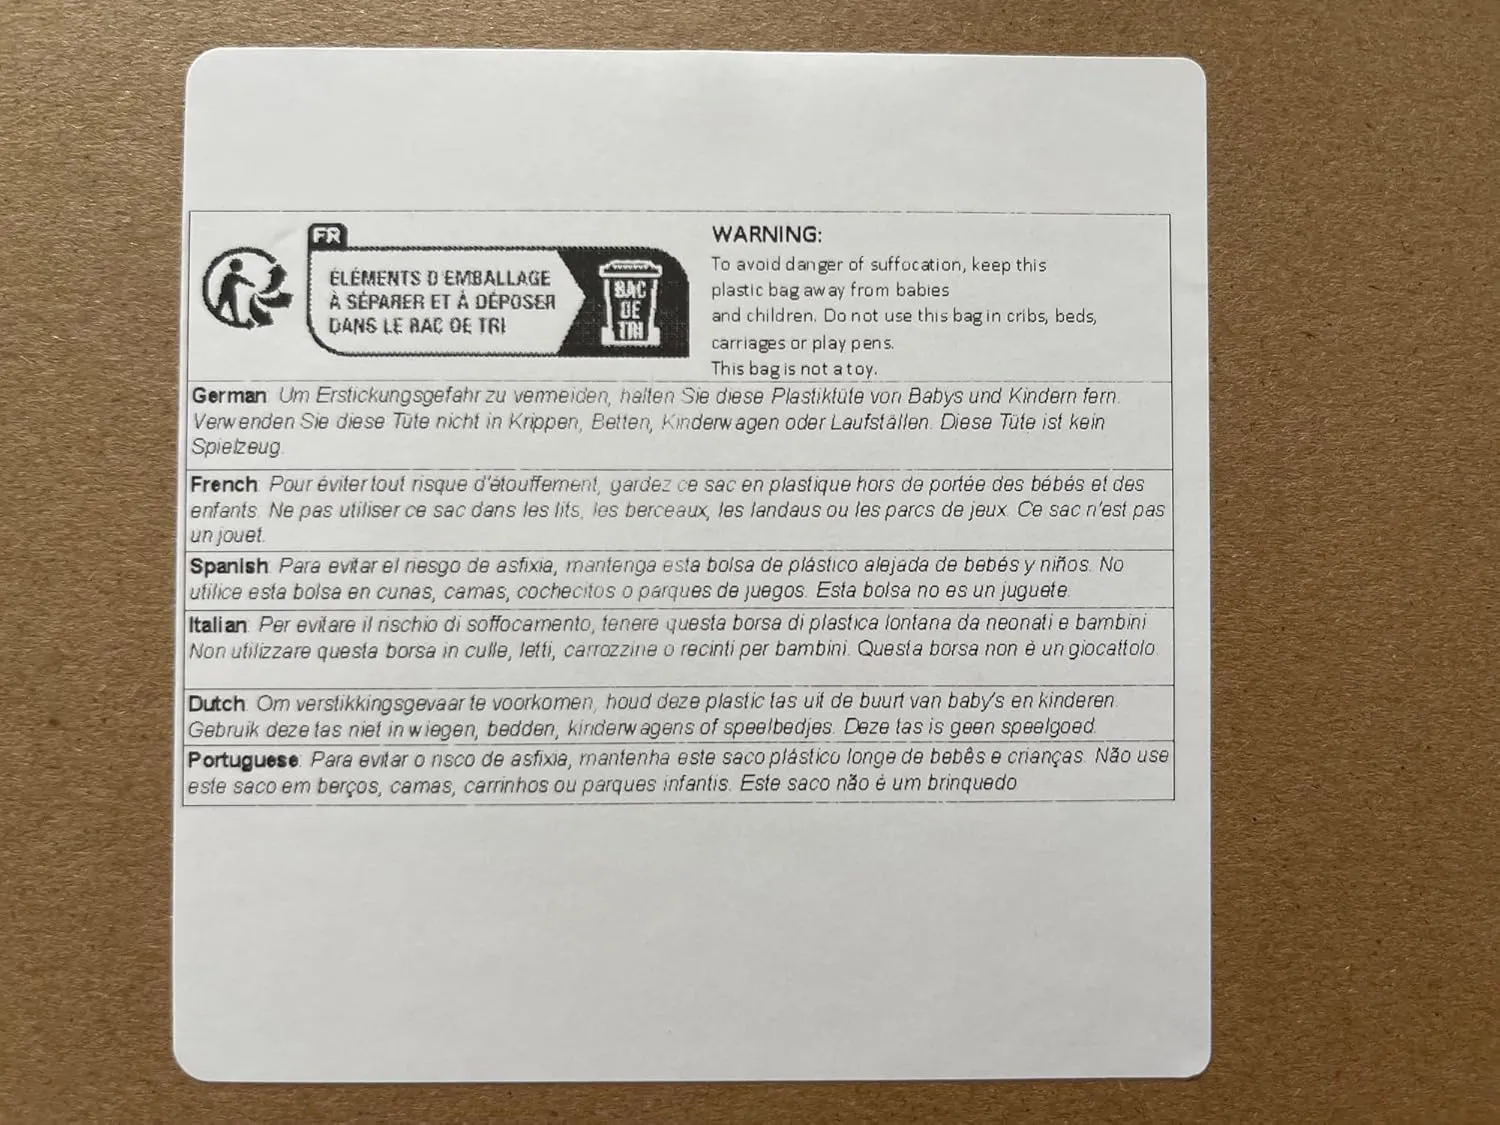 FR
ÉLÉMENTS D'EMBALLAGE
À SÉPARER ET À DÉPOSER
DANS LE BAC DE TRI
BAC
DE
TRI
WARNING:
To avoid danger of suffocation, keep this
plastic bag away from babies
and children. Do not use this bag in cribs, beds,
carriages or play pens.
This bag is not a toy.
German: Um Erstickungsgefahr zu vermeiden, halten Sie diese Plastiktüte von Babys und Kindern fern.
Verwenden Sie diese Tüte nicht in Krippen, Betten, Kinderwagen oder Laufställen. Diese Tüte ist kein
Spielzeug.
French: Pour éviter tout risque d'étouffement, gardez ce sac en plastique hors de portée des bébés et des
enfants. Ne pas utiliser ce sac dans les lits, les berceaux, les landaus ou les parcs de jeux. Ce sac n'est pas
un jouet.
Spanish: Para evitar el riesgo de asfixia, mantenga esta bolsa de plástico alejada de bebés y niños. No
utilice esta bolsa en cunas, camas, cochecitos o parques de juegos. Esta bolsa no es un juguete.
Italian: Per evitare il rischio di soffocamento, tenere questa borsa di plastica lontana da neonati e bambini.
Non utilizzare questa borsa in culle, letti, carrozzine o recinti per bambini. Questa borsa non è un giocattolo.
Dutch: Om verstikkingsgevaar te voorkomen, houd deze plastic tas uit de buurt van baby's en kinderen.
Gebruik deze tas niet in wiegen, bedden, kinderwagens of speelbedjes. Deze tas is geen speelgoed.
Portuguese: Para evitar o risco de asfixia, mantenha este saco plástico longe de bebês e crianças. Não use
este saco em berços, camas, carrinhos ou parques infantis. Este saco não é um brinquedo